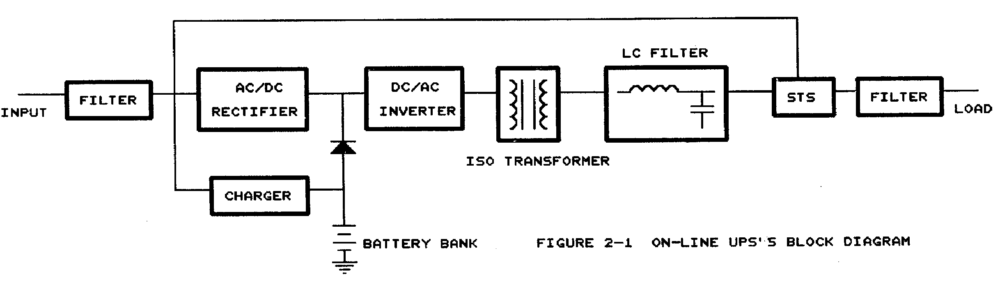 LC FILTER
INPUT
FILTER
AC/DC
RECTIFIER
DC/AC
INVERTER
STS
FILTER
LOAD
ISO TRANSFORMER
CHARGER
BATTERY BANK
FIGURE 2-1 ON-LINE UPS'S BLOCK DIAGRAM